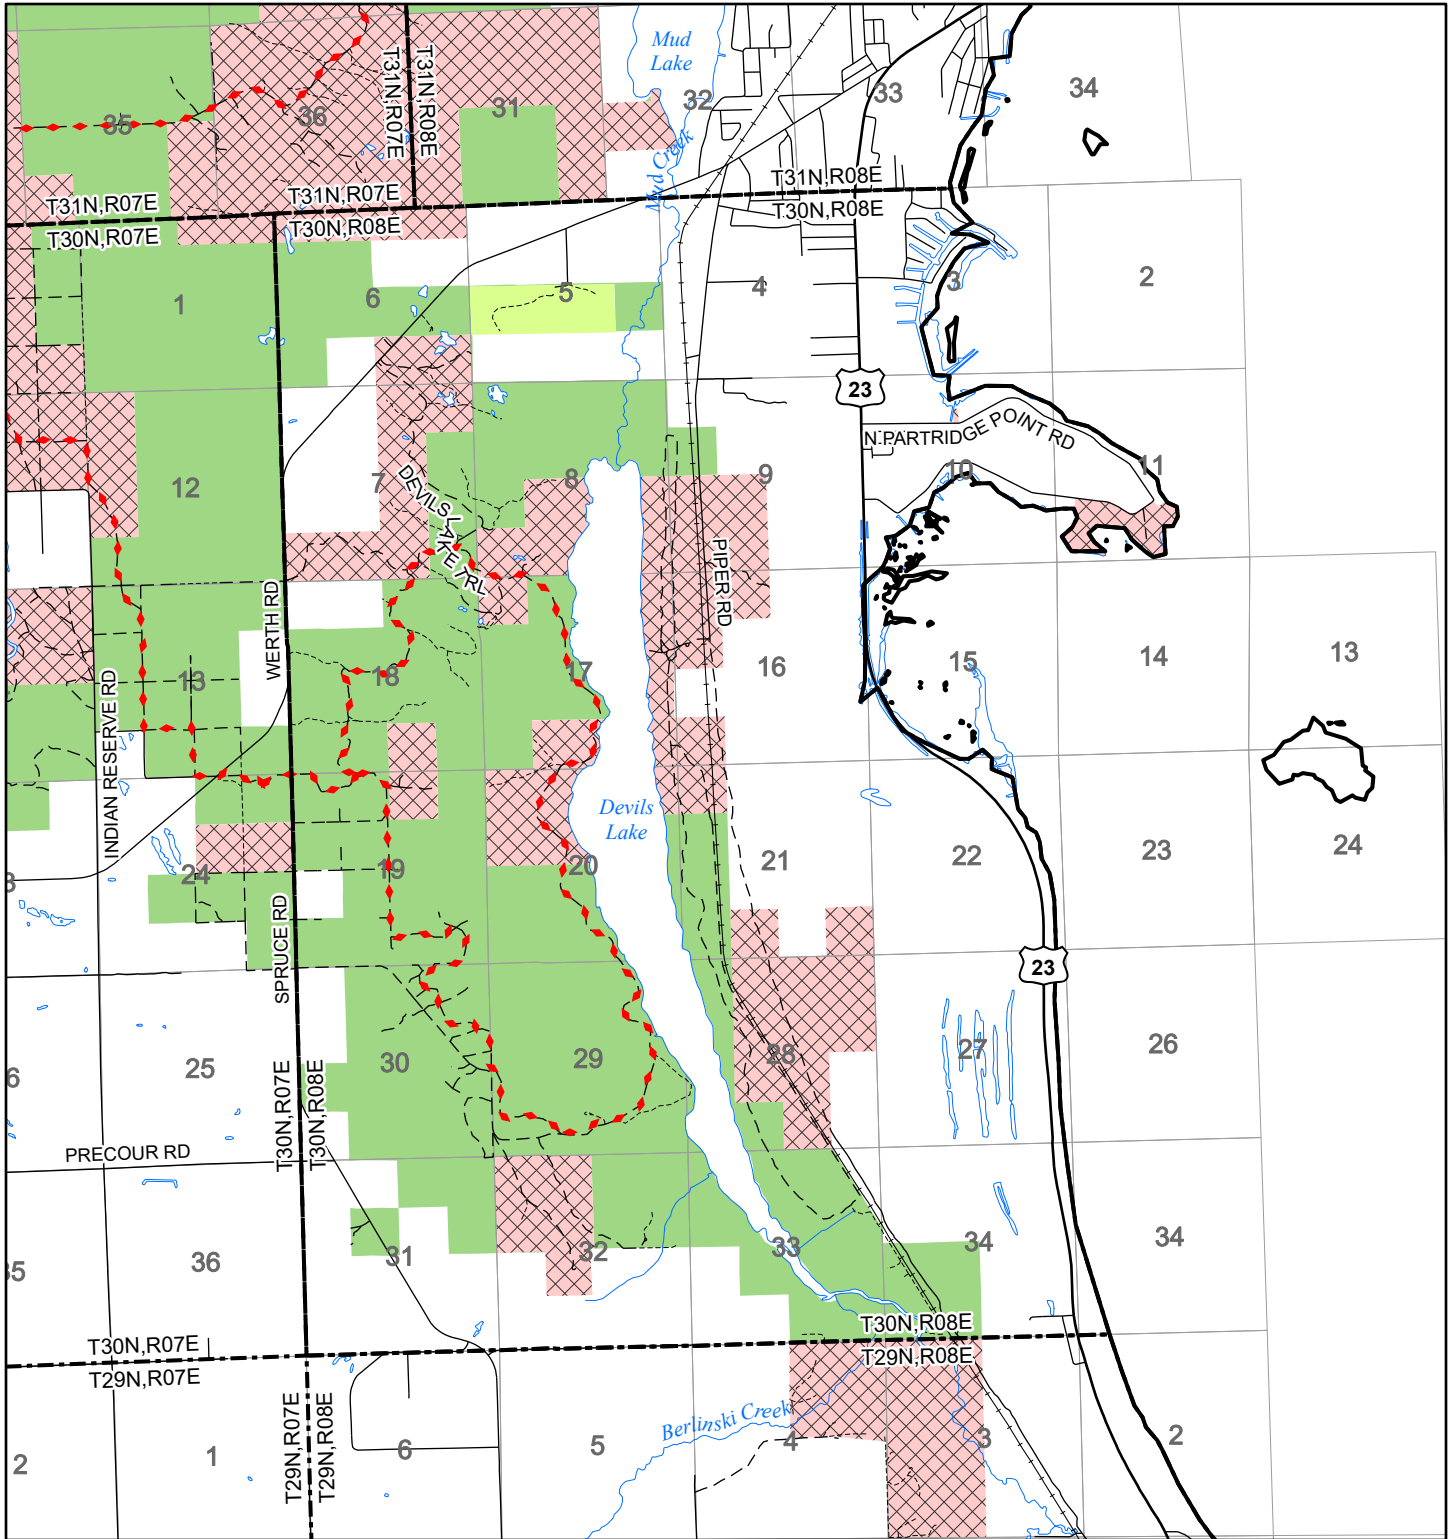 Mud
Lake
32
33
34
35
36
31
T31N,R07E
T31N,R08E
Mud Creek
T31N,R07E
T31N,R07E
T31N,R08E
T30N,R07E
T30N,R08E
T30N,R08E
1
6
5
4
3
2
23
N PARTRIDGE POINT RD
12
7
8
9
10
11
DEVILS LAKE TRL
PIPER RD
WERTH RD
INDIAN RESERVE RD
13
18
17
16
15
14
13
Devils
Lake
24
19
20
21
22
23
24
SPRUCE RD
23
25
30
29
28
27
26
6
T30N,R07E
T30N,R08E
PRECOUR RD
35
36
31
32
33
34
34
T30N,R07E
T30N,R08E
T29N,R07E
T29N,R08E
T29N,R07E
T29N,R08E
Berlinski Creek
2
1
6
5
4
3
2